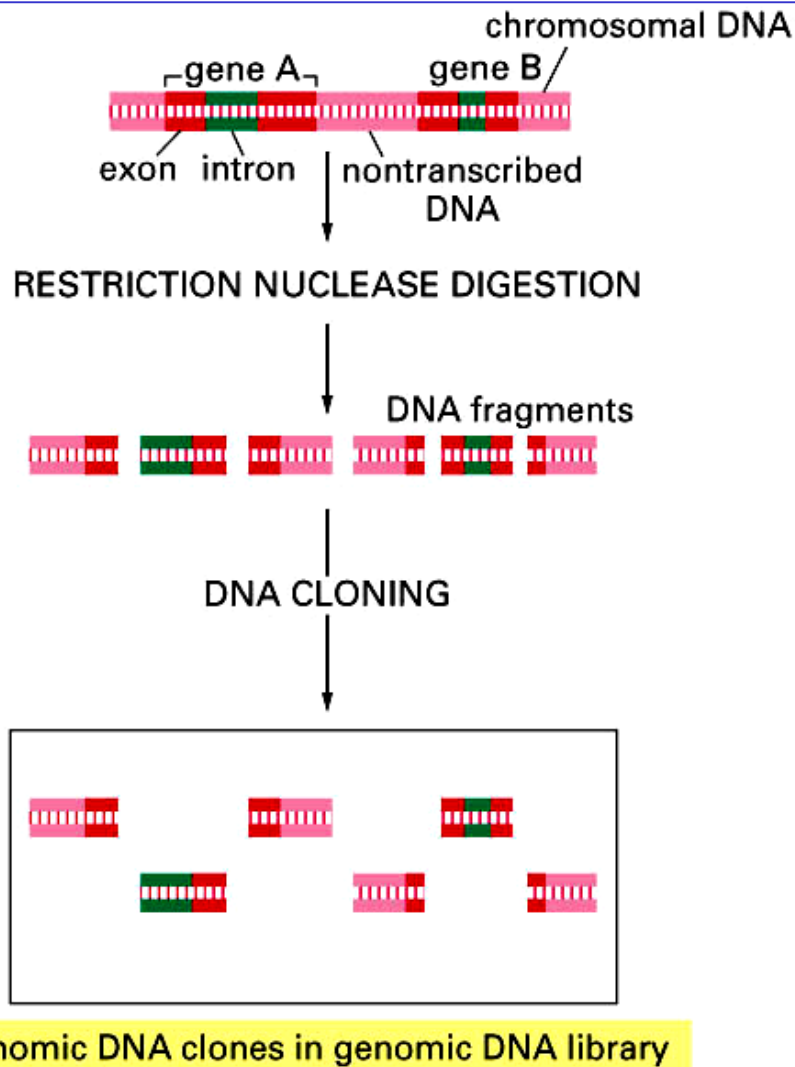 chromosomal DNA
gene A
gene B
exon
intron
nontranscribed
DNA
RESTRICTION NUCLEASE DIGESTION
DNA fragments
DNA CLONING
nomic DNA clones in genomic DNA library